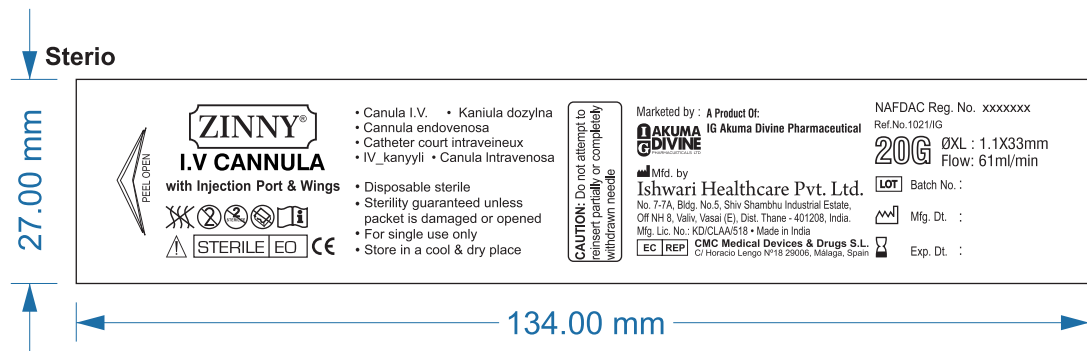 Sterio
27.00 mm
134.00 mm
PEEL OPEN
ZINNY®
I.V CANNULA
with Injection Port & Wings
2
2
STERILE EO CE
• Canula I.V. • Kaniula dozylna
• Cannula endovenosa
• Catheter court intraveineux
• IV_kanyyli • Canula Intravenosa
• Disposable sterile
• Sterility guaranteed unless
packet is damaged or opened
• For single use only
• Store in a cool & dry place
CAUTION: Do not attempt to
reinsert partially or completely
withdrawn needle
Marketed by : A Product Of:
IG Akuma Divine Pharmaceutical
IG AKUMA
DIVINE
PHARMACEUTICALS LTD
Mfd. by
Ishwari Healthcare Pvt. Ltd.
No. 7-7A, Bldg. No.5, Shiv Shambhu Industrial Estate,
Off NH 8, Valiv, Vasai (E), Dist. Thane - 401208, India.
Mfg. Lic. No.: KD/CLAA/518 • Made in India
EC REP CMC Medical Devices & Drugs S.L.
C/ Horacio Lengo Nº18 29006, Málaga, Spain
NAFDAC Reg. No. xxxxxxx
Ref.No.1021/IG
20G ØXL : 1.1X33mm
Flow: 61ml/min
LOT Batch No. :
Mfg. Dt. :
Exp. Dt. :